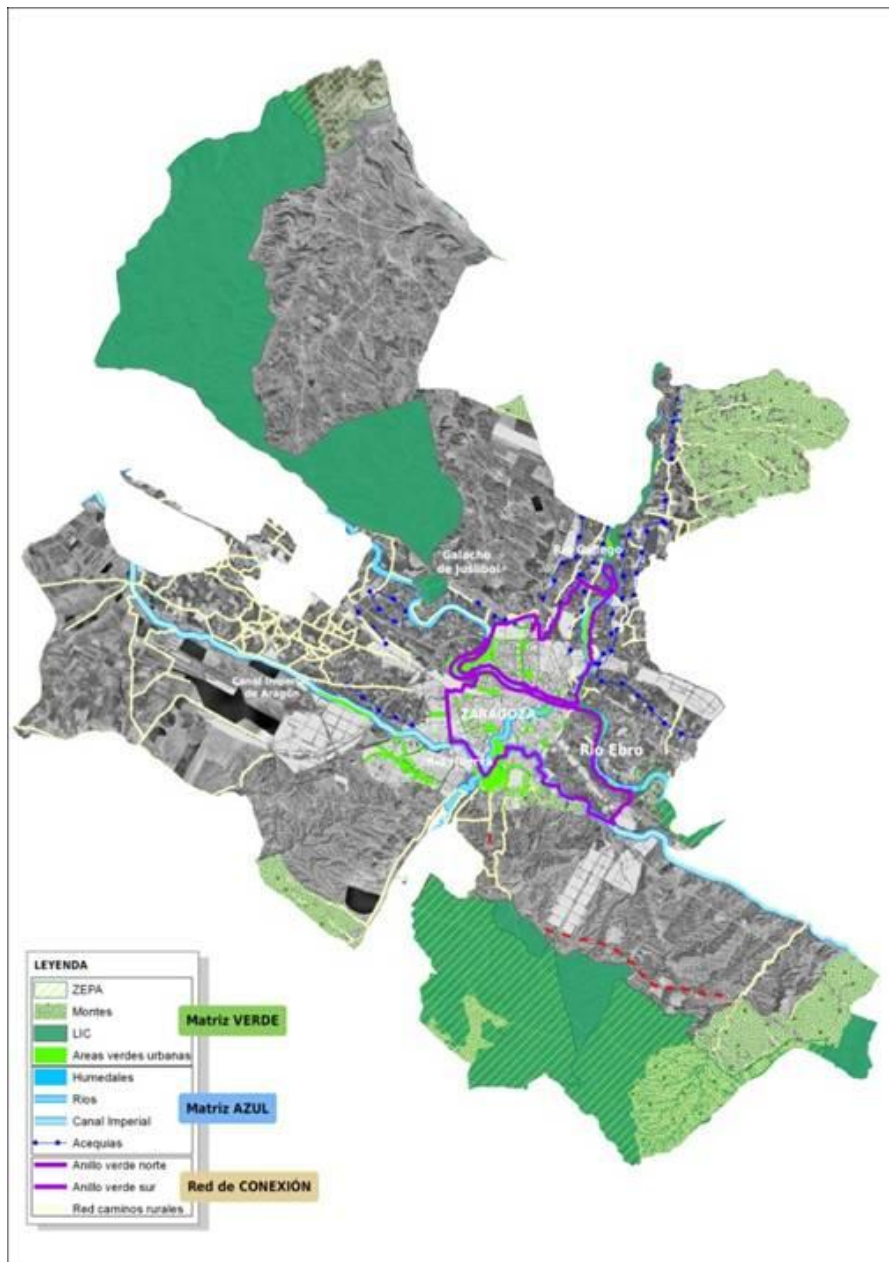 Galacho
de Juslibol
Río Gállego
Canal Imperial
de Aragón
ZARAGOZA
Río Ebro
LEYENDA
ZEPA
Montes
LIC
Areas verdes urbanas
Matriz VERDE
Humedales
Rios
Canal Imperial
Acequias
Matriz AZUL
Anillo verde norte
Anillo verde sur
Red caminos rurales
Red de CONEXIÓN